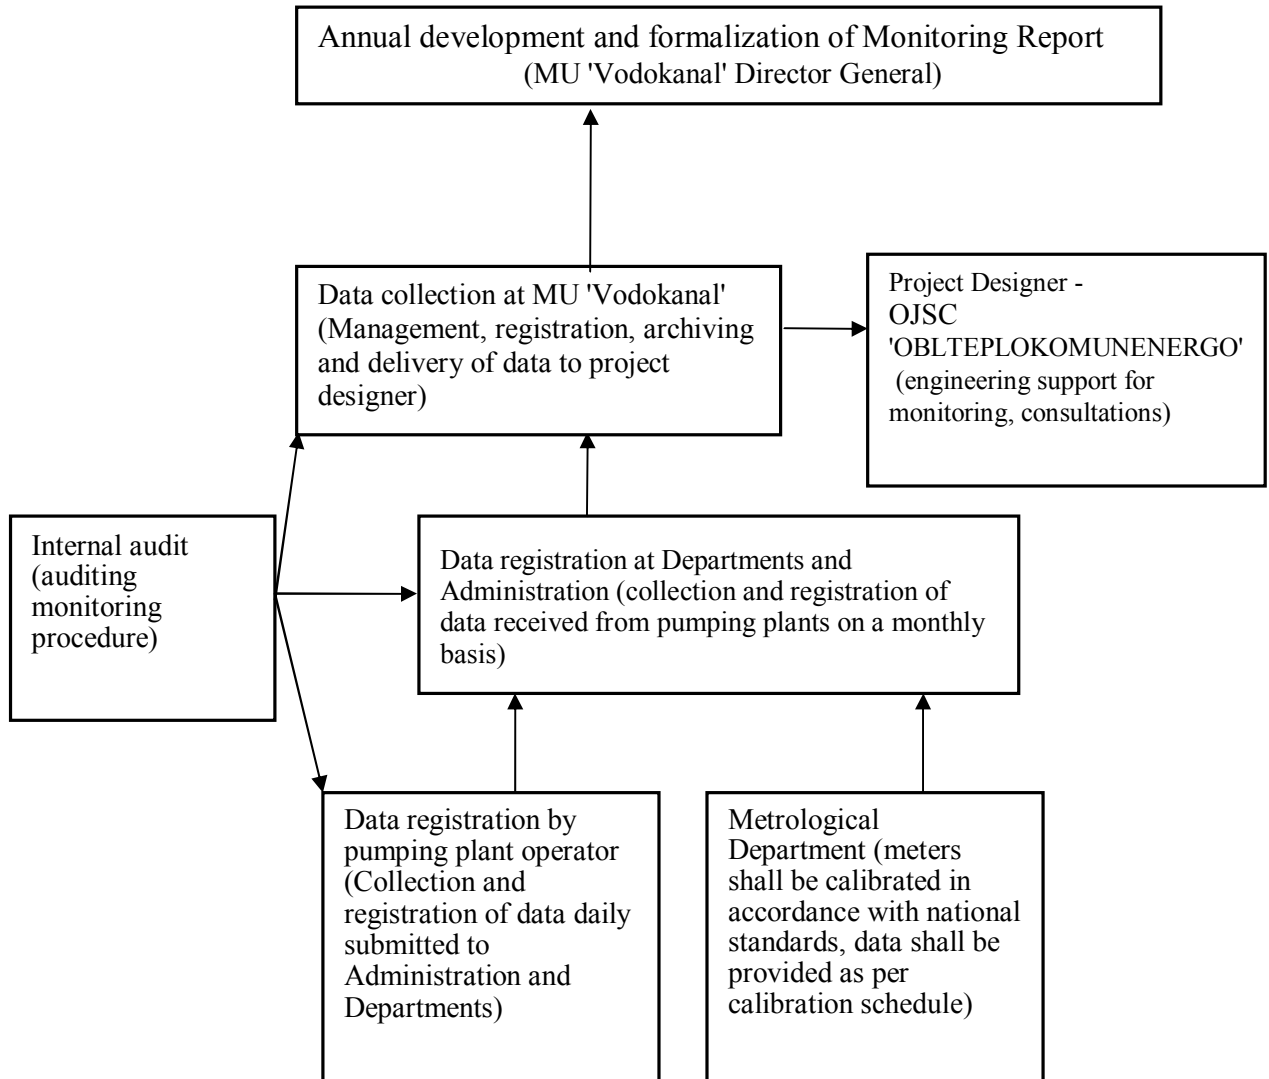 Annual development and formalization of Monitoring Report
(MU 'Vodokanal' Director General)
Data collection at MU 'Vodokanal'
(Management, registration, archiving
and delivery of data to project
designer)
Project Designer -
OJSC
'OBLTEPLOKOMUNENERGO'
(engineering support for
monitoring, consultations)
Internal audit
(auditing
monitoring
procedure)
Data registration at Departments and
Administration (collection and registration of
data received from pumping plants on a monthly
basis)
Data registration by
pumping plant operator
(Collection and
registration of data daily
submitted to
Administration and
Departments)
Metrological
Department (meters
shall be calibrated in
accordance with national
standards, data shall be
provided as per
calibration schedule)